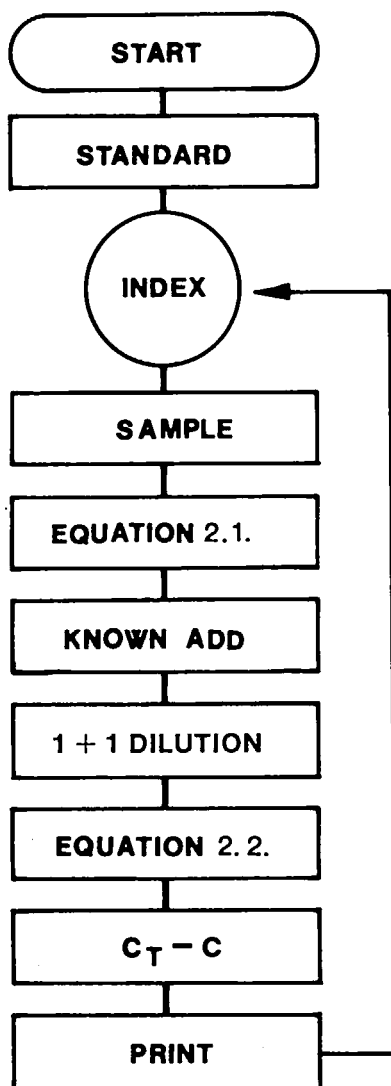 START
STANDARD
INDEX
SAMPLE
EQUATION 2.1.
KNOWN ADD
1 + 1 DILUTION
EQUATION 2.2.
C_T − C
PRINT